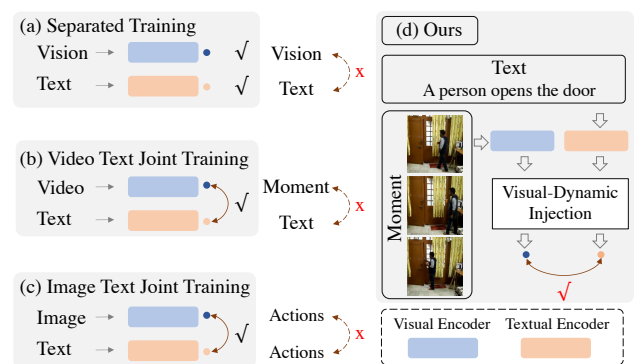 (a) Separated Training
Vision √
Text √
Vision
Text
x
(b) Video Text Joint Training
Video
Text
√
Moment
Text
x
(c) Image Text Joint Training
Image
Text
√
Actions
Actions
x
(d) Ours
Text
A person opens the door
Moment
Visual-Dynamic
Injection
√
Visual Encoder Textual Encoder